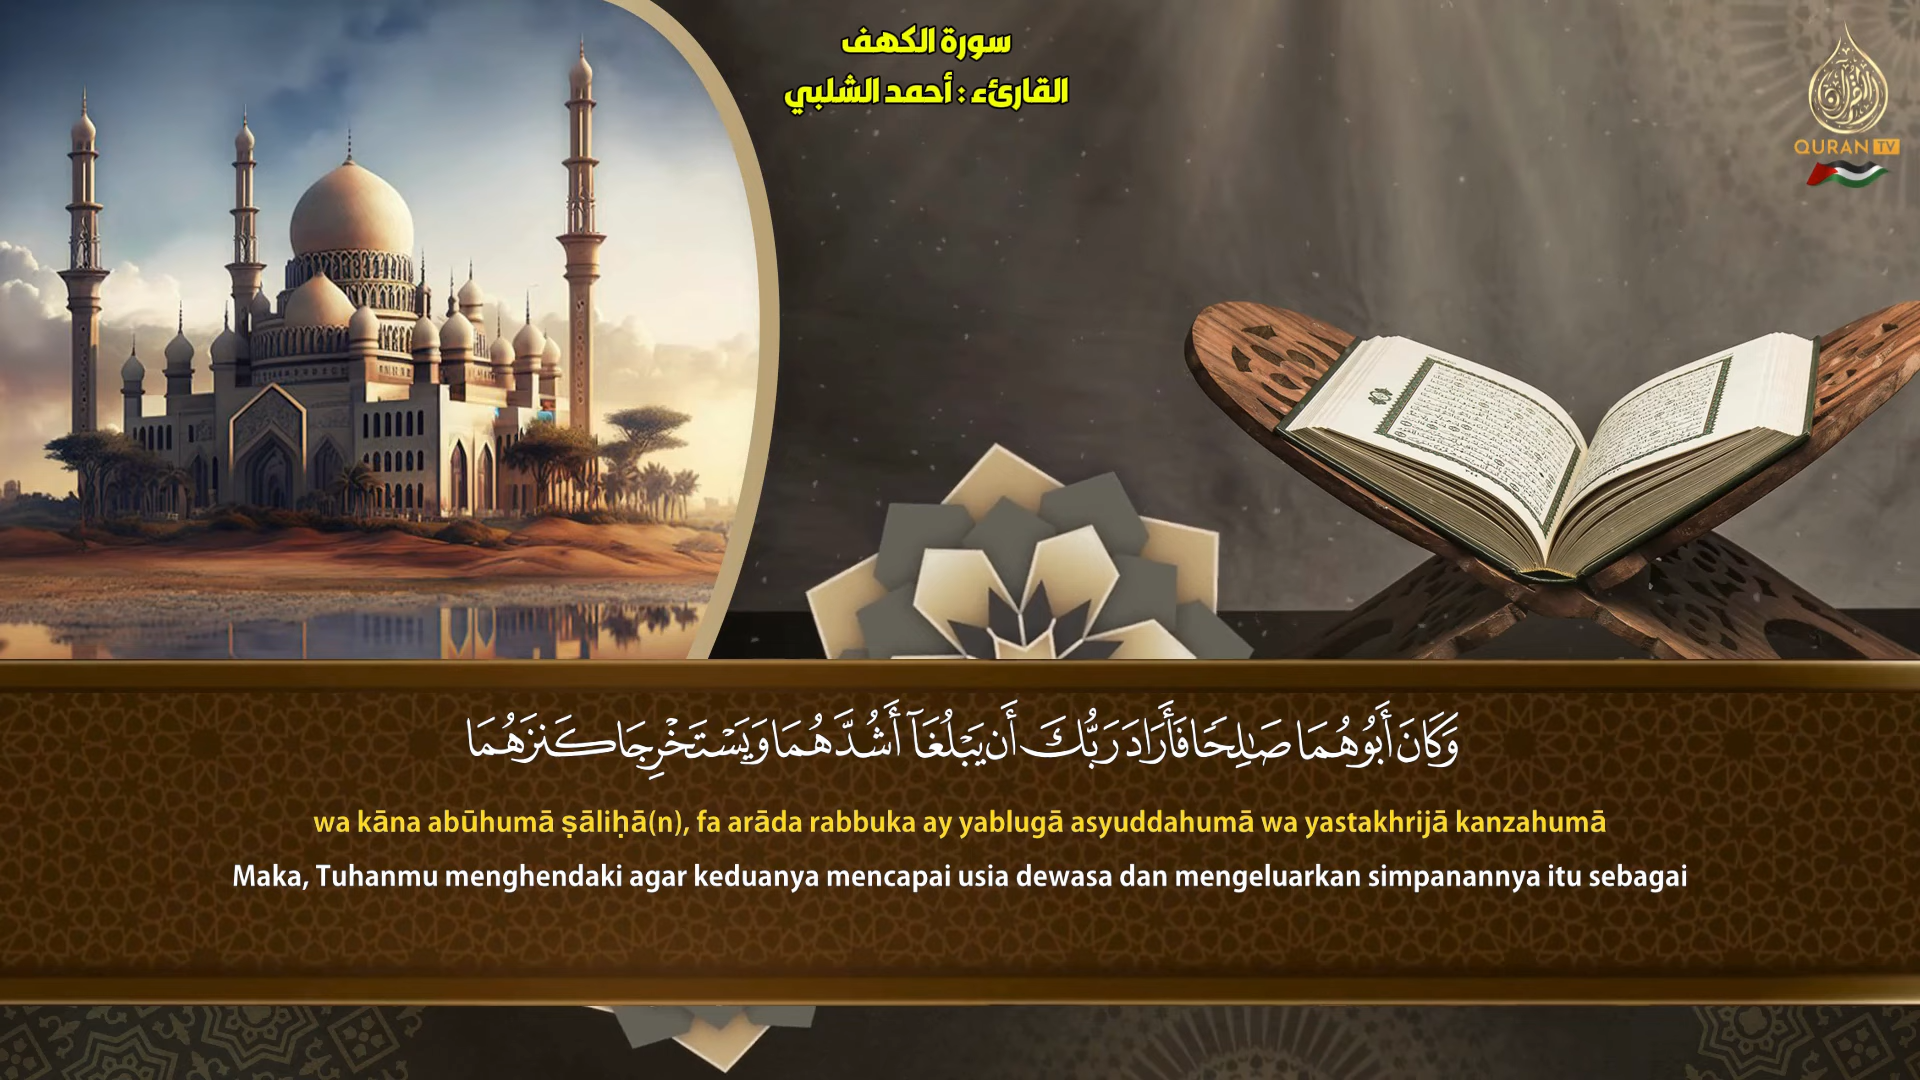 سورة الكهف
القارئء : أحمد الشلبي
QURAN TV
وَكَانَ أَبُوهُمَا صَـٰلِحًا فَأَرَادَ رَبُّكَ أَن يَبْلُغَآ أَشُدَّهُمَا وَيَسْتَخْرِجَا كَنزَهُمَا
wa kāna abūhumā ṣāliḥā(n), fa arāda rabbuka ay yablugā asyuddahumā wa yastakhrijā kanzahumā
Maka, Tuhanmu menghendaki agar keduanya mencapai usia dewasa dan mengeluarkan simpanannya itu sebagai